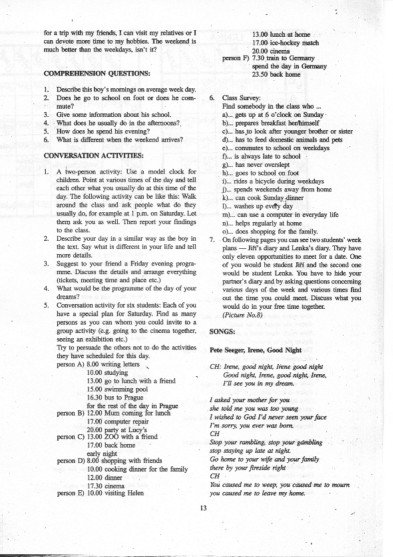 for a trip with my friends, I can visit my relatives or I
can devote more time to my hobbies. The weekend is
much better than the weekdays, isn't it?
COMPREHENSION QUESTIONS:
1. Describe this boy's mornings on average week day.
2. Does he go to school on foot or does he com-
mute?
3. Give some information about his school.
4. What does he usually do in the afternoons?
5. How does he spend his evening?
6. What is different when the weekend arrives?
CONVERSATION ACTIVITIES:
1. A two-person activity: Use a model clock for
children. Point at various times of the day and tell
each other what you usually do at this time of the
day. The following activity can be like this: Walk
around the class and ask people what do they
usually do, for example at 1 p.m. on Saturday. Let
them ask you as well. Then report your findings
to the class.
2. Describe your day in a similar way as the boy in
the text. Say what is different in your life and tell
more details.
3. Suggest to your friend a Friday evening progra-
mme. Discuss the details and arrange everything
(tickets, meeting time and place etc.)
4. What would be the programme of the day of your
dreams?
5. Conversation activity for six students: Each of you
have a special plan for Saturday. Find as many
persons as you can whom you could invite to a
group activity (e.g. going to the cinema together,
seeing an exhibition etc.)
Try to persuade the others not to do the activities
they have scheduled for this day.
person A) 8.00 writing letters
10.00 studying
13.00 go to lunch with a friend
15.00 swimming pool
16.30 bus to Prague
for the rest of the day in Prague
person B) 12.00 Mum coming for lunch
17.00 computer repair
20.00 party at Lucy's
person C) 13.00 ZOO with a friend
17.00 back home
early night
person D) 8.00 shopping with friends
10.00 cooking dinner for the family
12.00 dinner
17.30 cinema
person E) 10.00 visiting Helen
13.00 lunch at home
17.00 ice-hockey match
20.00 cinema
person F) 7.30 train to Germany
spend the day in Germany
23.50 back home
6. Class Survey:
Find somebody in the class who ...
a)... gets up at 6 o'clock on Sunday
b)... prepares breakfast her/himself
c)... has to look after younger brother or sister
d)... has to feed domestic animals and pets
e)... commutes to school on weekdays
f)... is always late to school
g)... has never overslept
h)... goes to school on foot
i)... rides a bicycle during weekdays
j)... spends weekends away from home
k)... can cook Sunday dinner
l)... washes up every day
m)... can use a computer in everyday life
n)... helps regularly at home
o)... does shopping for the family.
7. On following pages you can see two students' week
plans — Jiří's diary and Lenka's diary. They have
only eleven opportunities to meet for a date. One
of you would be student Jiří and the second one
would be student Lenka. You have to hide your
partner's diary and by asking questions concerning
various days of the week and various times find
out the time you could meet. Discuss what you
would do in your free time together.
(Picture No.8)
SONGS:
Pete Seeger, Irene, Good Night
CH: Irene, good night, Irene good night
Good night, Irene, good night, Irene,
I'll see you in my dream.
I asked your mother for you
she told me you was too young
I wished to God I'd never seen your face
I'm sorry, you ever was born.
CH
Stop your rambling, stop your gambling
stop staying up late at night.
Go home to your wife and your family
there by your fireside right
CH
You caused me to weep, you caused me to mourn
you caused me to leave my home.
13